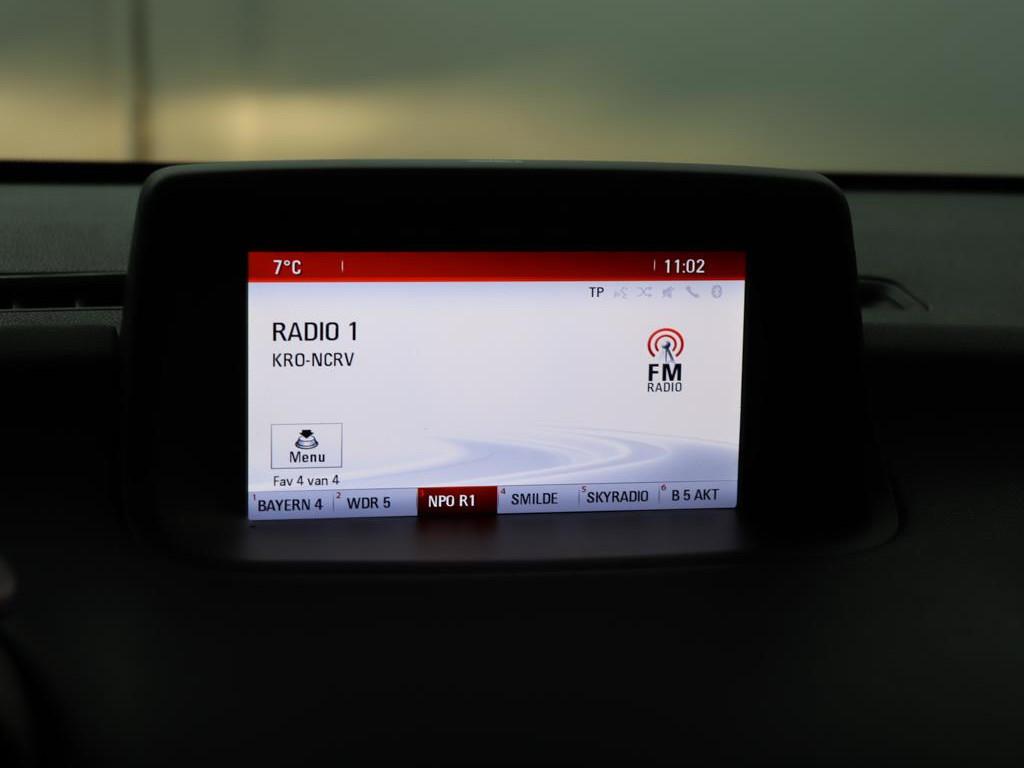 7°C 11:02
TP
RADIO 1
KRO-NCRV
FM
RADIO
Menu
Fav 4 van 4
1 BAYERN 4 2 WDR 5 3 NPO R1 4 SMILDE 5 SKYRADIO 6 B 5 AKT